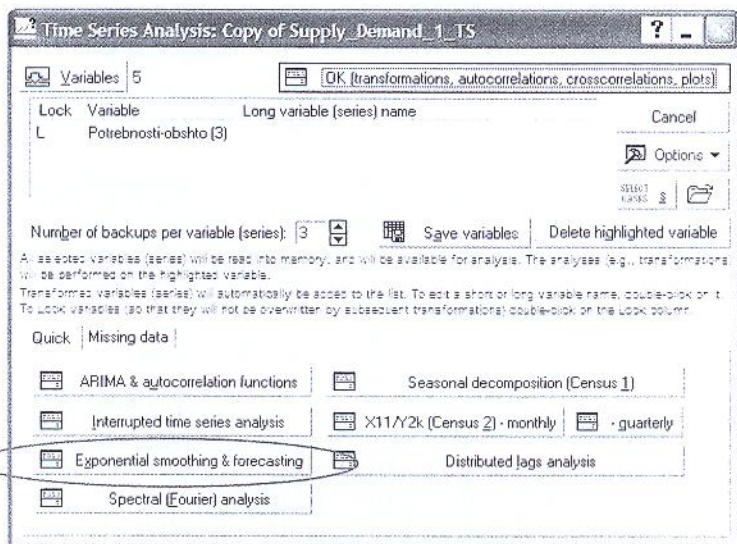 Time Series Analysis: Copy of Supply_Demand_1_TS
Variables 5
OK (transformations, autocorrelations, crosscorrelations, plots)
Lock Variable Long variable (series) name
L Potrebnosti-obshto (3)
Cancel
Options
SELECT CASES S
Number of backups per variable (series): 3
Save variables
Delete highlighted variable
All selected variables (series) will be read into memory, and will be available for analysis. The analyses (e.g., transformations)
will be performed on the highlighted variable.
Transformed variables (series) will automatically be added to the list. To edit a short or long variable name, double-click on it.
To Lock variables (so that they will not be overwritten by subsequent transformations) double-click on the Lock column.
Quick Missing data
ARIMA & autocorrelation functions
Seasonal decomposition (Census 1)
Interrupted time series analysis
X11/Y2k (Census 2) - monthly
- quarterly
Exponential smoothing & forecasting
Distributed lags analysis
Spectral (Fourier) analysis